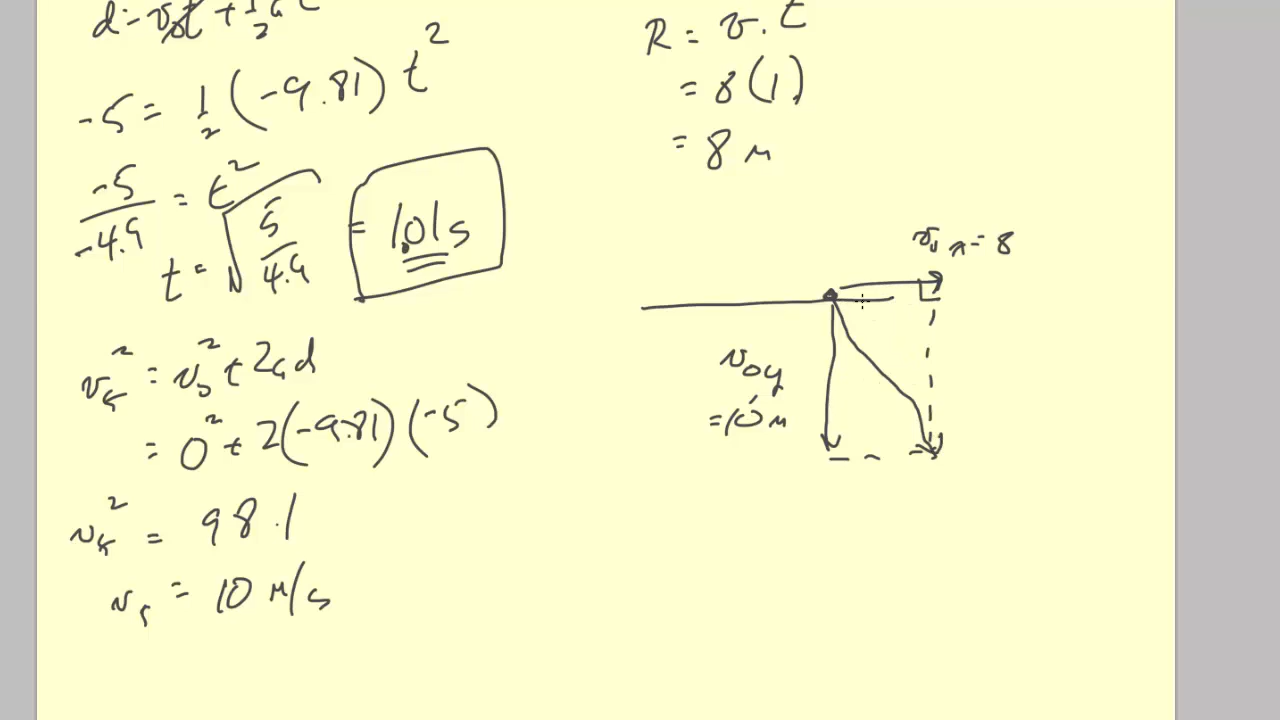 d = v₀t + ½at²
-5 = ½ (-9.81) t²
-5/-4.9 = t²
t = √(5/4.9) = 1.01s
v_f² = v₀² + 2ad
= 0² + 2(-9.81)(-5)
v_f² = 98.1
v_f = 10 m/s
R = v · t
= 8(1)
= 8 m
v₀x = 8
v₀y
= 10 m